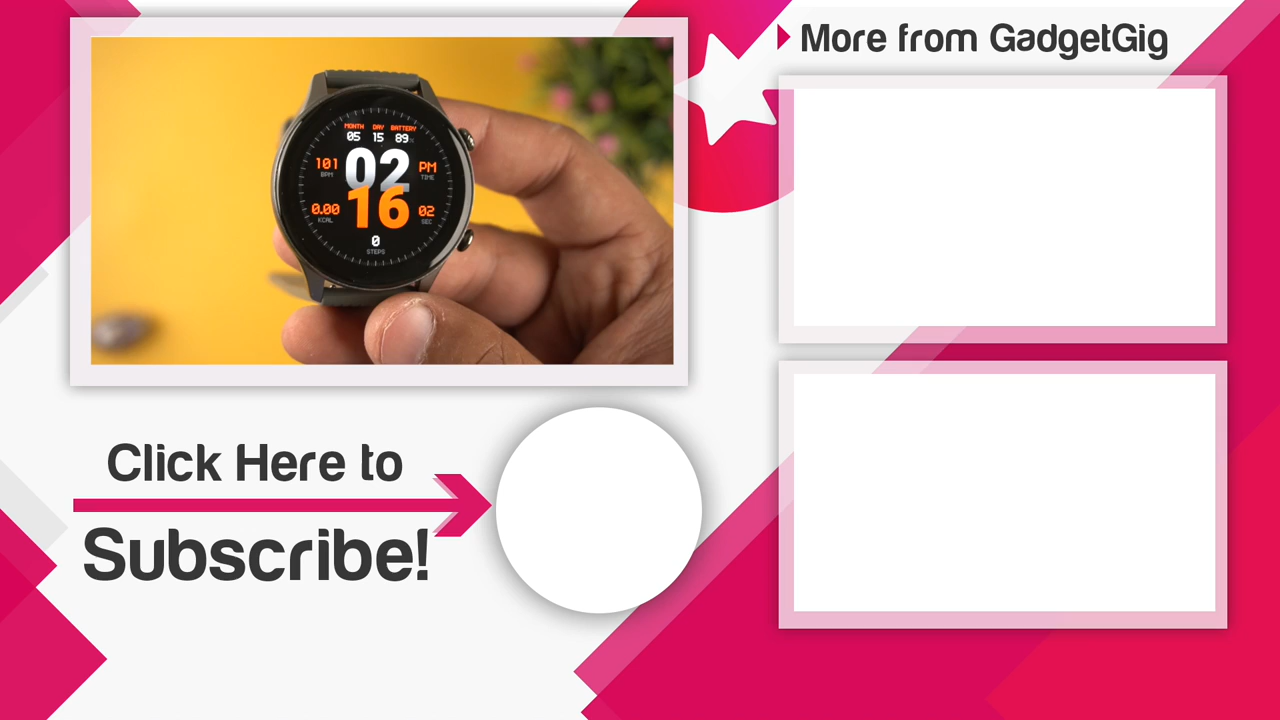 More from GadgetGig
MONTH DAY BATTERY
05 15 89%
101 BPM
02
PM TIME
0.00 KCAL
16
02 SEC
0
STEPS
Click Here to
Subscribe!